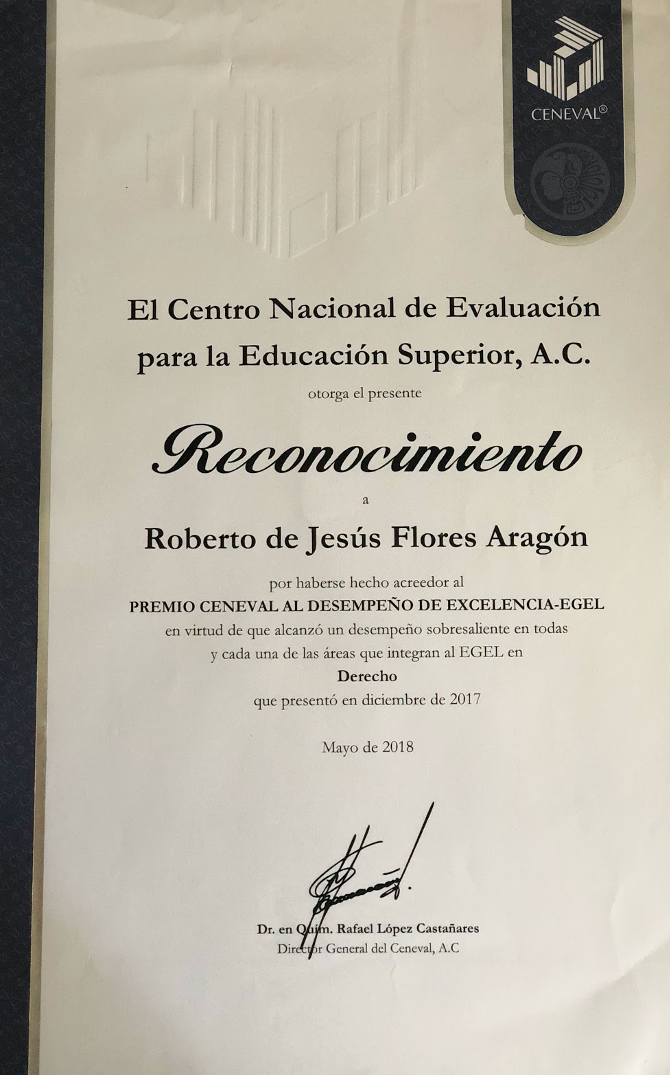 CENEVAL®
El Centro Nacional de Evaluación
para la Educación Superior, A.C.
otorga el presente
Reconocimiento
a
Roberto de Jesús Flores Aragón
por haberse hecho acreedor al
PREMIO CENEVAL AL DESEMPEÑO DE EXCELENCIA-EGEL
en virtud de que alcanzó un desempeño sobresaliente en todas
y cada una de las áreas que integran al EGEL en
Derecho
que presentó en diciembre de 2017
Mayo de 2018
Dr. en Quím. Rafael López Castañares
Director General del Ceneval, A.C